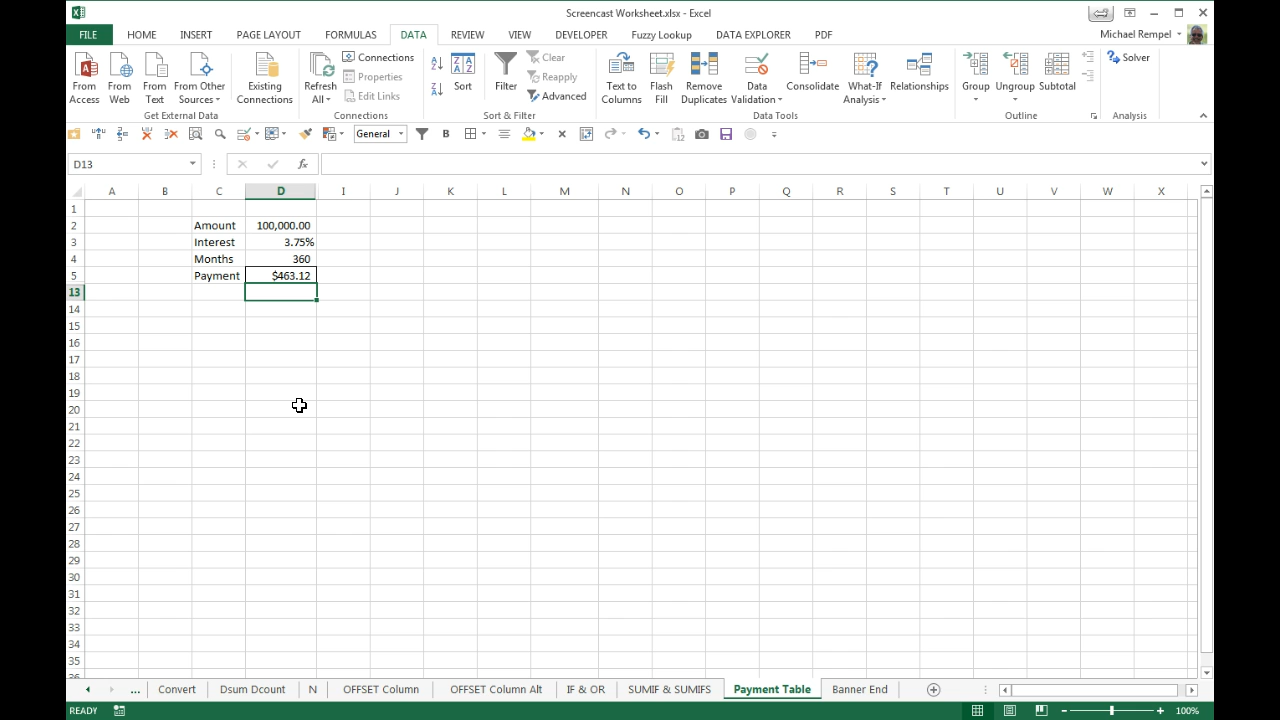 Screencast Worksheet.xlsx - Excel
FILE HOME INSERT PAGE LAYOUT FORMULAS DATA REVIEW VIEW DEVELOPER Fuzzy Lookup DATA EXPLORER PDF Michael Rempel
From Access
From Web
From Text
From Other Sources
Existing Connections
Get External Data
Refresh All
Connections
Properties
Edit Links
Connections
Sort
Filter
Clear
Reapply
Advanced
Sort & Filter
Text to Columns
Flash Fill
Remove Duplicates
Data Validation
Consolidate
What-If Analysis
Relationships
Data Tools
Group
Ungroup
Subtotal
Outline
Solver
Analysis
General
B
D13
fx
A B C D I J K L M N O P Q R S T U V W X
1
2 Amount 100,000.00
3 Interest 3.75%
4 Months 360
5 Payment $463.12
13
14
15
16
17
18
19
20
21
22
23
24
25
26
27
28
29
30
31
32
33
34
35
... Convert Dsum Dcount N OFFSET Column OFFSET Column Alt IF & OR SUMIF & SUMIFS Payment Table Banner End
READY 100%